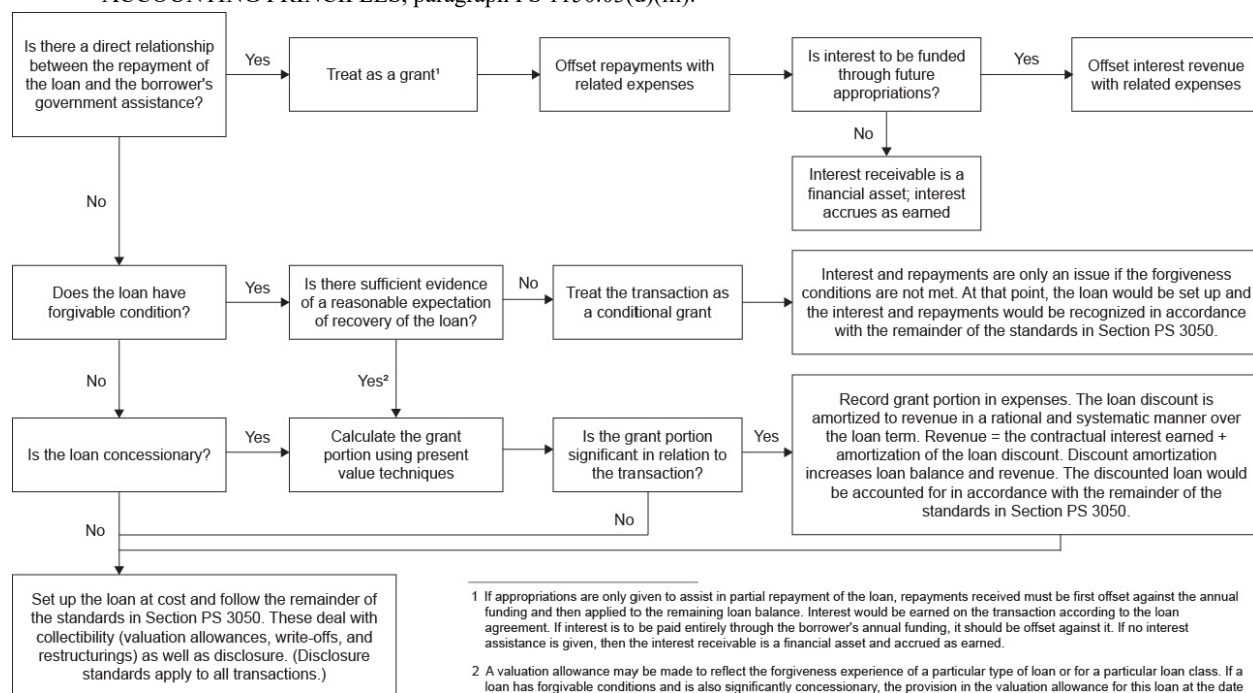 ACCOUNTING PRINCIPLES, paragraph PS 1150.05(d)(iii).
Is there a direct relationship
between the repayment of
the loan and the borrower's
government assistance?
Yes
Treat as a grant¹
Offset repayments with
related expenses
Is interest to be funded
through future
appropriations?
Yes
Offset interest revenue
with related expenses
No
Interest receivable is a
financial asset; interest
accrues as earned
No
Does the loan have
forgivable condition?
Yes
Is there sufficient evidence
of a reasonable expectation
of recovery of the loan?
No
Treat the transaction as
a conditional grant
Interest and repayments are only an issue if the forgiveness
conditions are not met. At that point, the loan would be set up and
the interest and repayments would be recognized in accordance
with the remainder of the standards in Section PS 3050.
No
Yes²
Is the loan concessionary?
Yes
Calculate the grant
portion using present
value techniques
Is the grant portion
significant in relation to
the transaction?
Yes
Record grant portion in expenses. The loan discount is
amortized to revenue in a rational and systematic manner over
the loan term. Revenue = the contractual interest earned +
amortization of the loan discount. Discount amortization
increases loan balance and revenue. The discounted loan would
be accounted for in accordance with the remainder of the
standards in Section PS 3050.
No
No
Set up the loan at cost and follow the remainder of
the standards in Section PS 3050. These deal with
collectibility (valuation allowances, write-offs, and
restructurings) as well as disclosure. (Disclosure
standards apply to all transactions.)
1 If appropriations are only given to assist in partial repayment of the loan, repayments received must be first offset against the annual
funding and then applied to the remaining loan balance. Interest would be earned on the transaction according to the loan
agreement. If interest is to be paid entirely through the borrower's annual funding, it should be offset against it. If no interest
assistance is given, then the interest receivable is a financial asset and accrued as earned.
2 A valuation allowance may be made to reflect the forgiveness experience of a particular type of loan or for a particular loan class. If a
loan has forgivable conditions and is also significantly concessionary, the provision in the valuation allowance for this loan at the date